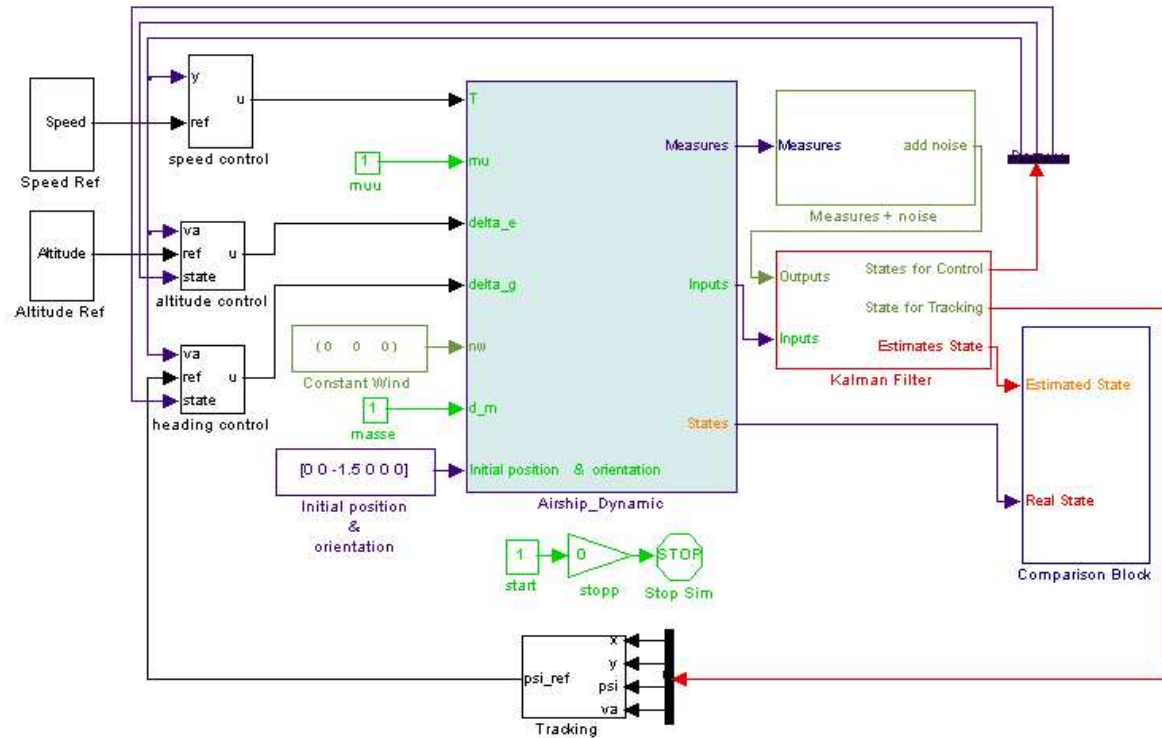 y
u
ref
speed control
Speed
Speed Ref
T
1
muu
mu
Measures
Measures
add noise
Measures + noise
va
ref
u
state
altitude control
Altitude
Altitude Ref
delta_e
delta_g
Inputs
Outputs
States for Control
State for Tracking
Inputs
Estimates State
Kalman Filter
va
ref
u
state
heading control
(0 0 0)
Constant Wind
nw
1
masse
d_m
States
Estimated State
Real State
Comparison Block
[0 0 -1.5 0 0 0]
Initial position
&
orientation
Initial position & orientation
Airship_Dynamic
1
start
0
stopp
STOP
Stop Sim
x
y
psi
va
psi_ref
Tracking